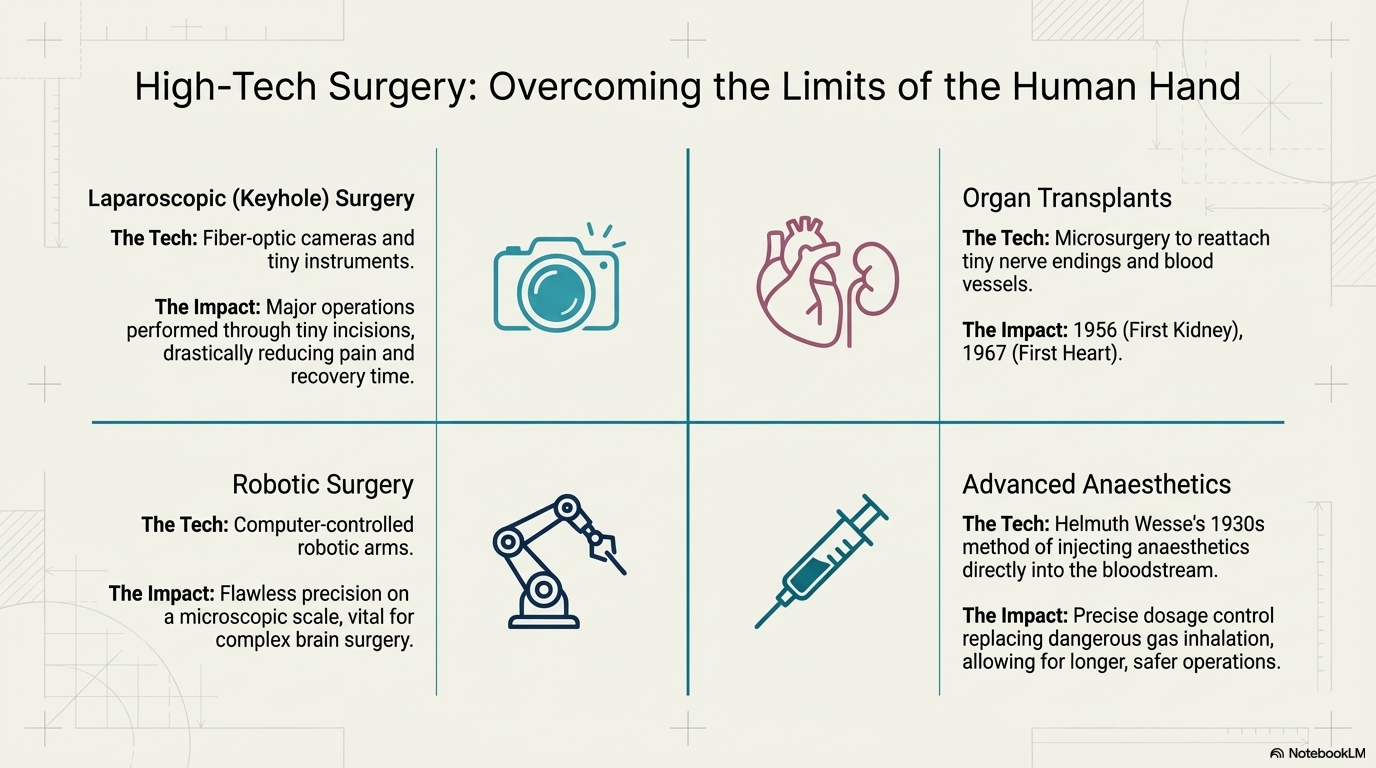 High-Tech Surgery: Overcoming the Limits of the Human Hand
Laparoscopic (Keyhole) Surgery
The Tech: Fiber-optic cameras and
tiny instruments.
The Impact: Major operations
performed through tiny incisions,
drastically reducing pain and
recovery time.
Organ Transplants
The Tech: Microsurgery to reattach
tiny nerve endings and blood
vessels.
The Impact: 1956 (First Kidney),
1967 (First Heart).
Robotic Surgery
The Tech: Computer-controlled
robotic arms.
The Impact: Flawless precision on
a microscopic scale, vital for
complex brain surgery.
Advanced Anaesthetics
The Tech: Helmuth Wesse's 1930s
method of injecting anaesthetics
directly into the bloodstream.
The Impact: Precise dosage control
replacing dangerous gas inhalation,
allowing for longer, safer operations.
NotebookLM